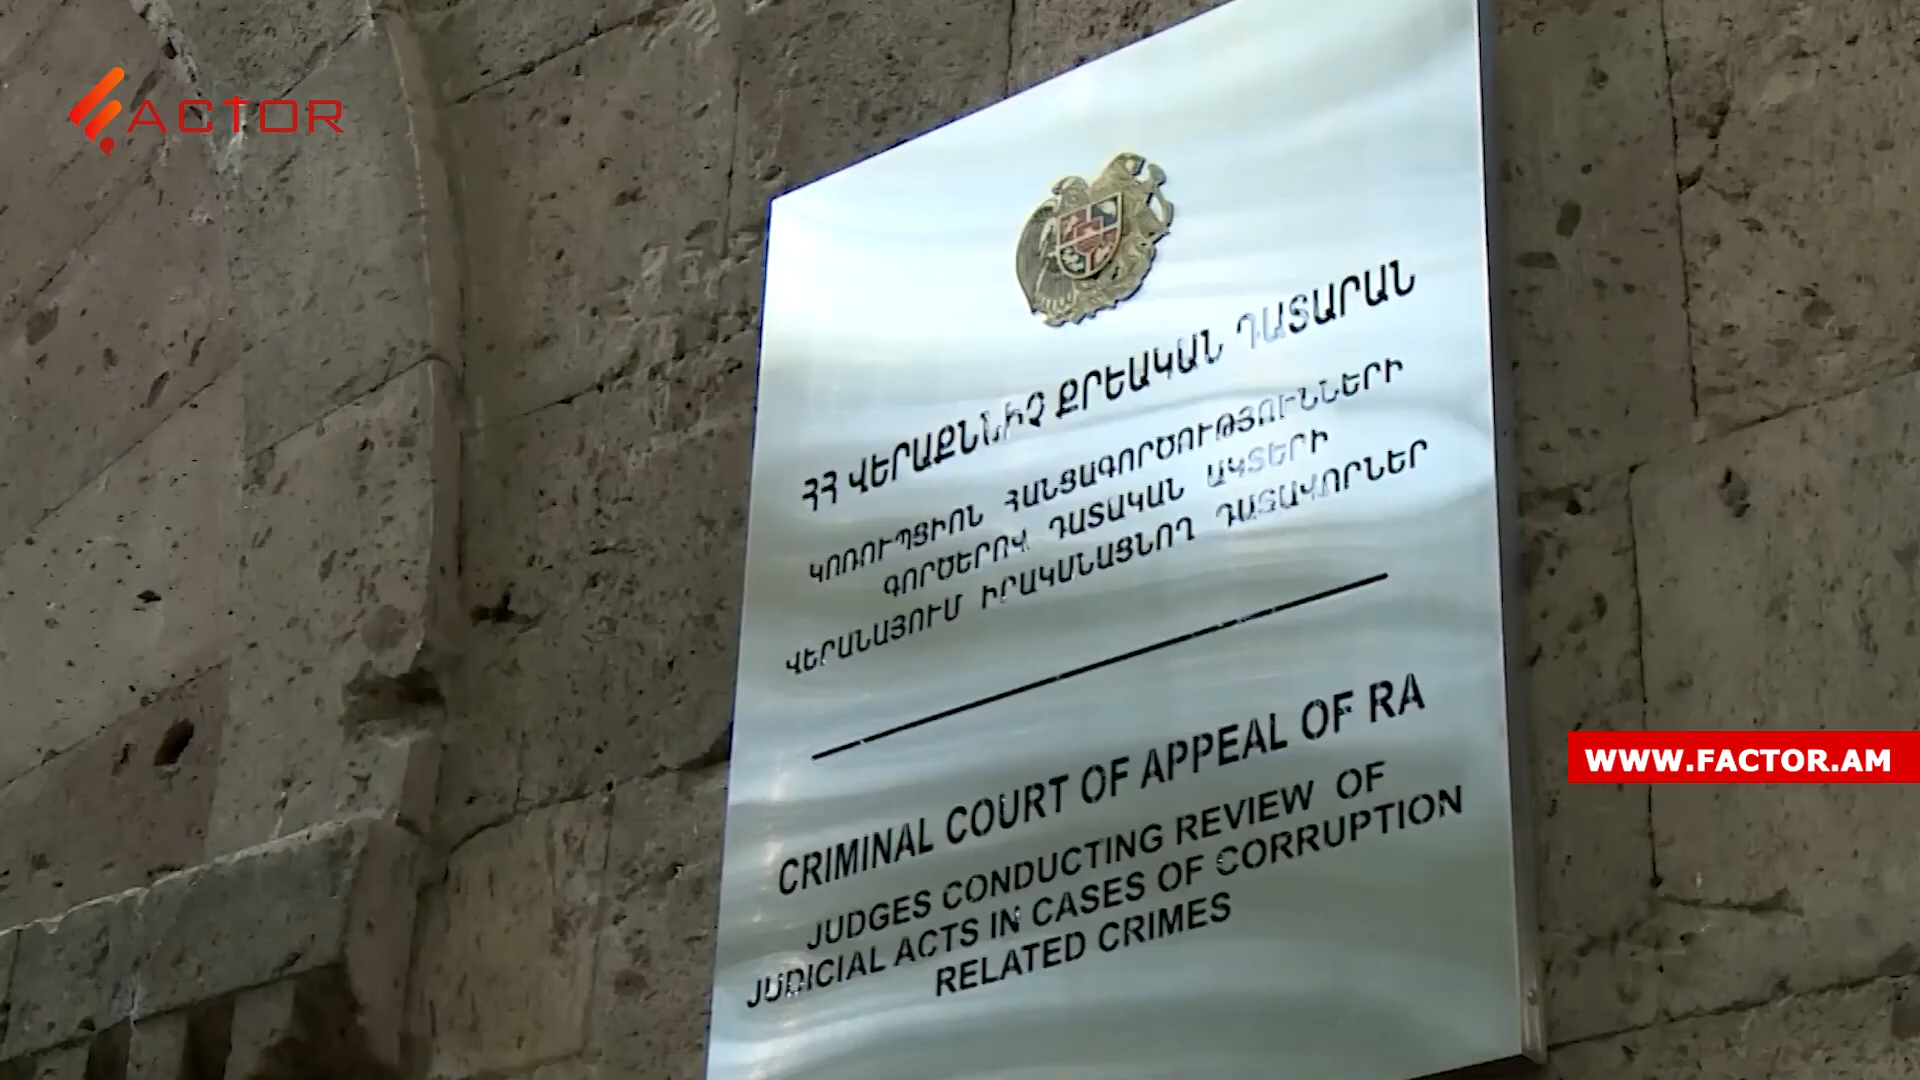 ACTOR
ՀՀ ՎԵՐԱՔՆՆԻՉ ՔՐԵԱԿԱՆ ԴԱՏԱՐԱՆ
ԿՈՌՈՒՊՑԻՈՆ ՀԱՆՑԱԳՈՐԾՈՒԹՅՈՒՆՆԵՐԻ
ԳՈՐԾԵՐՈՎ ԴԱՏԱԿԱՆ ԱԿՏԵՐԻ
ՎԵՐԱՆԱՅՈՒՄ ԻՐԱԿԱՆԱՑՆՈՂ ԴԱՏԱՎՈՐՆԵՐ
CRIMINAL COURT OF APPEAL OF RA
JUDGES CONDUCTING REVIEW OF
JUDICIAL ACTS IN CASES OF CORRUPTION
RELATED CRIMES
WWW.FACTOR.AM